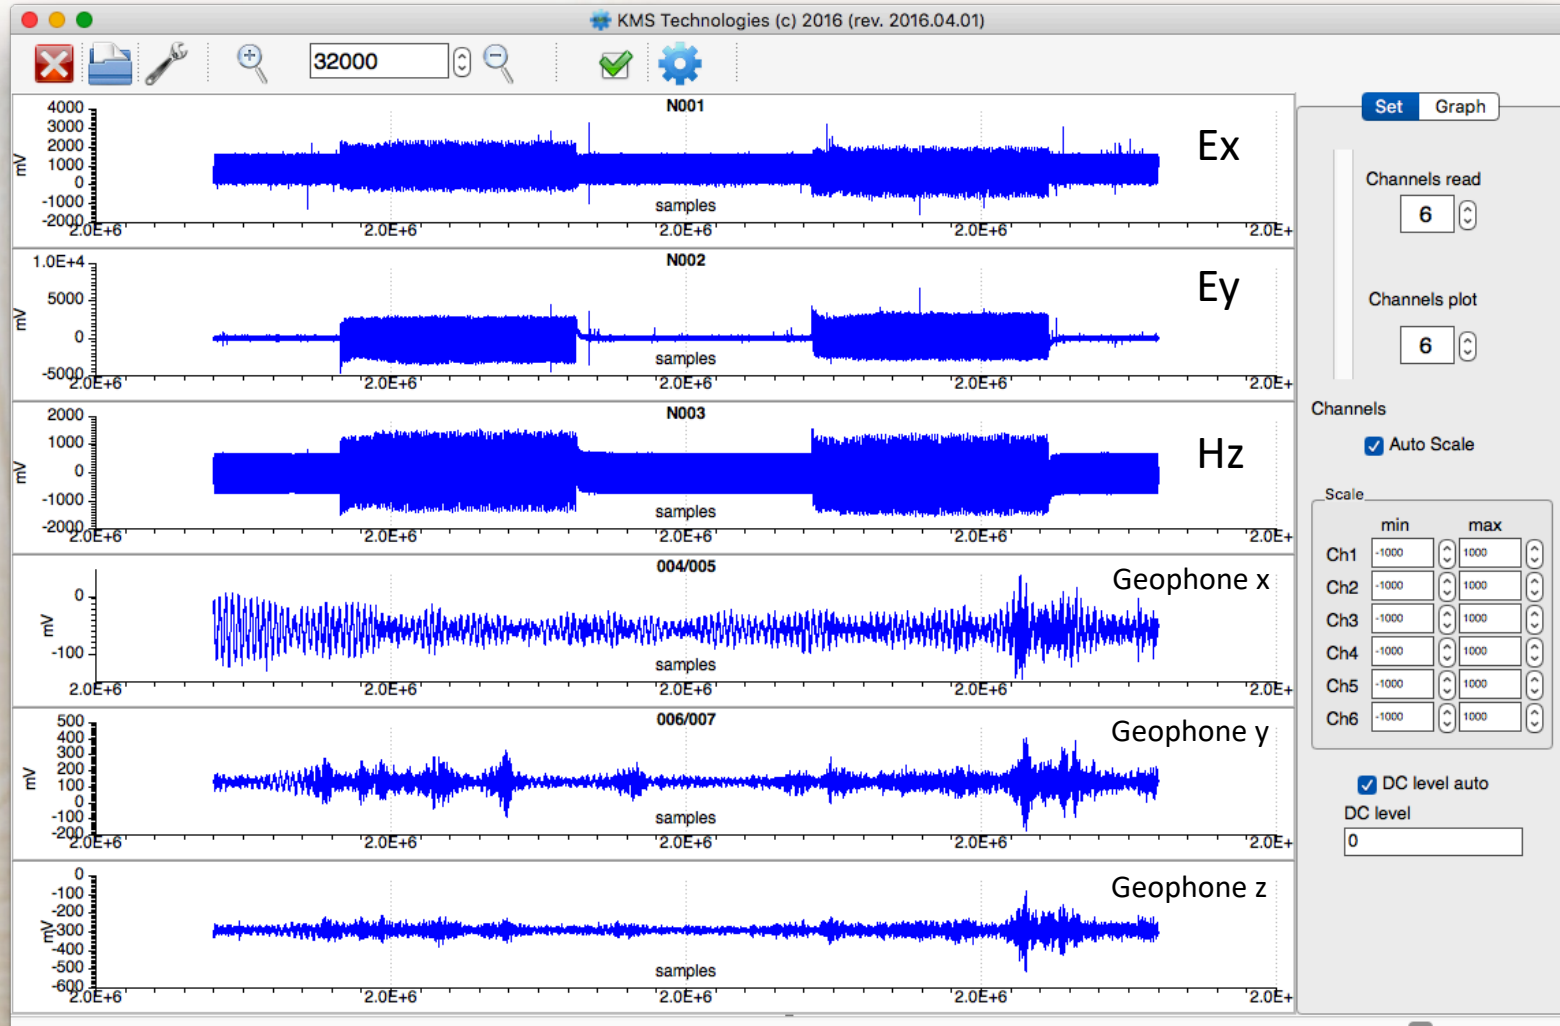 KMS Technologies (c) 2016 (rev. 2016.04.01)
32000
Set Graph
N001
4000
3000
2000
1000
0
-1000
-2000
mV
Ex
samples
2.0E+6 2.0E+6 2.0E+6 2.0E+6 2.0E+
N002
1.0E+4
5000
0
-5000
mV
Ey
samples
2.0E+6 2.0E+6 2.0E+6 2.0E+6 2.0E+
N003
2000
1000
0
-1000
-2000
mV
Hz
samples
2.0E+6 2.0E+6 2.0E+6 2.0E+6 2.0E+
004/005
0
-100
mV
Geophone x
samples
2.0E+6 2.0E+6 2.0E+6 2.0E+6 2.0E+
006/007
500
400
300
200
100
0
-100
-200
mV
Geophone y
samples
2.0E+6 2.0E+6 2.0E+6 2.0E+6 2.0E+
0
-100
-200
-300
-400
-500
-600
mV
Geophone z
samples
2.0E+6 2.0E+6 2.0E+6 2.0E+6 2.0E+
Channels read
6
Channels plot
6
Channels
Auto Scale
Scale
min max
Ch1 -1000 1000
Ch2 -1000 1000
Ch3 -1000 1000
Ch4 -1000 1000
Ch5 -1000 1000
Ch6 -1000 1000
DC level auto
DC level
0